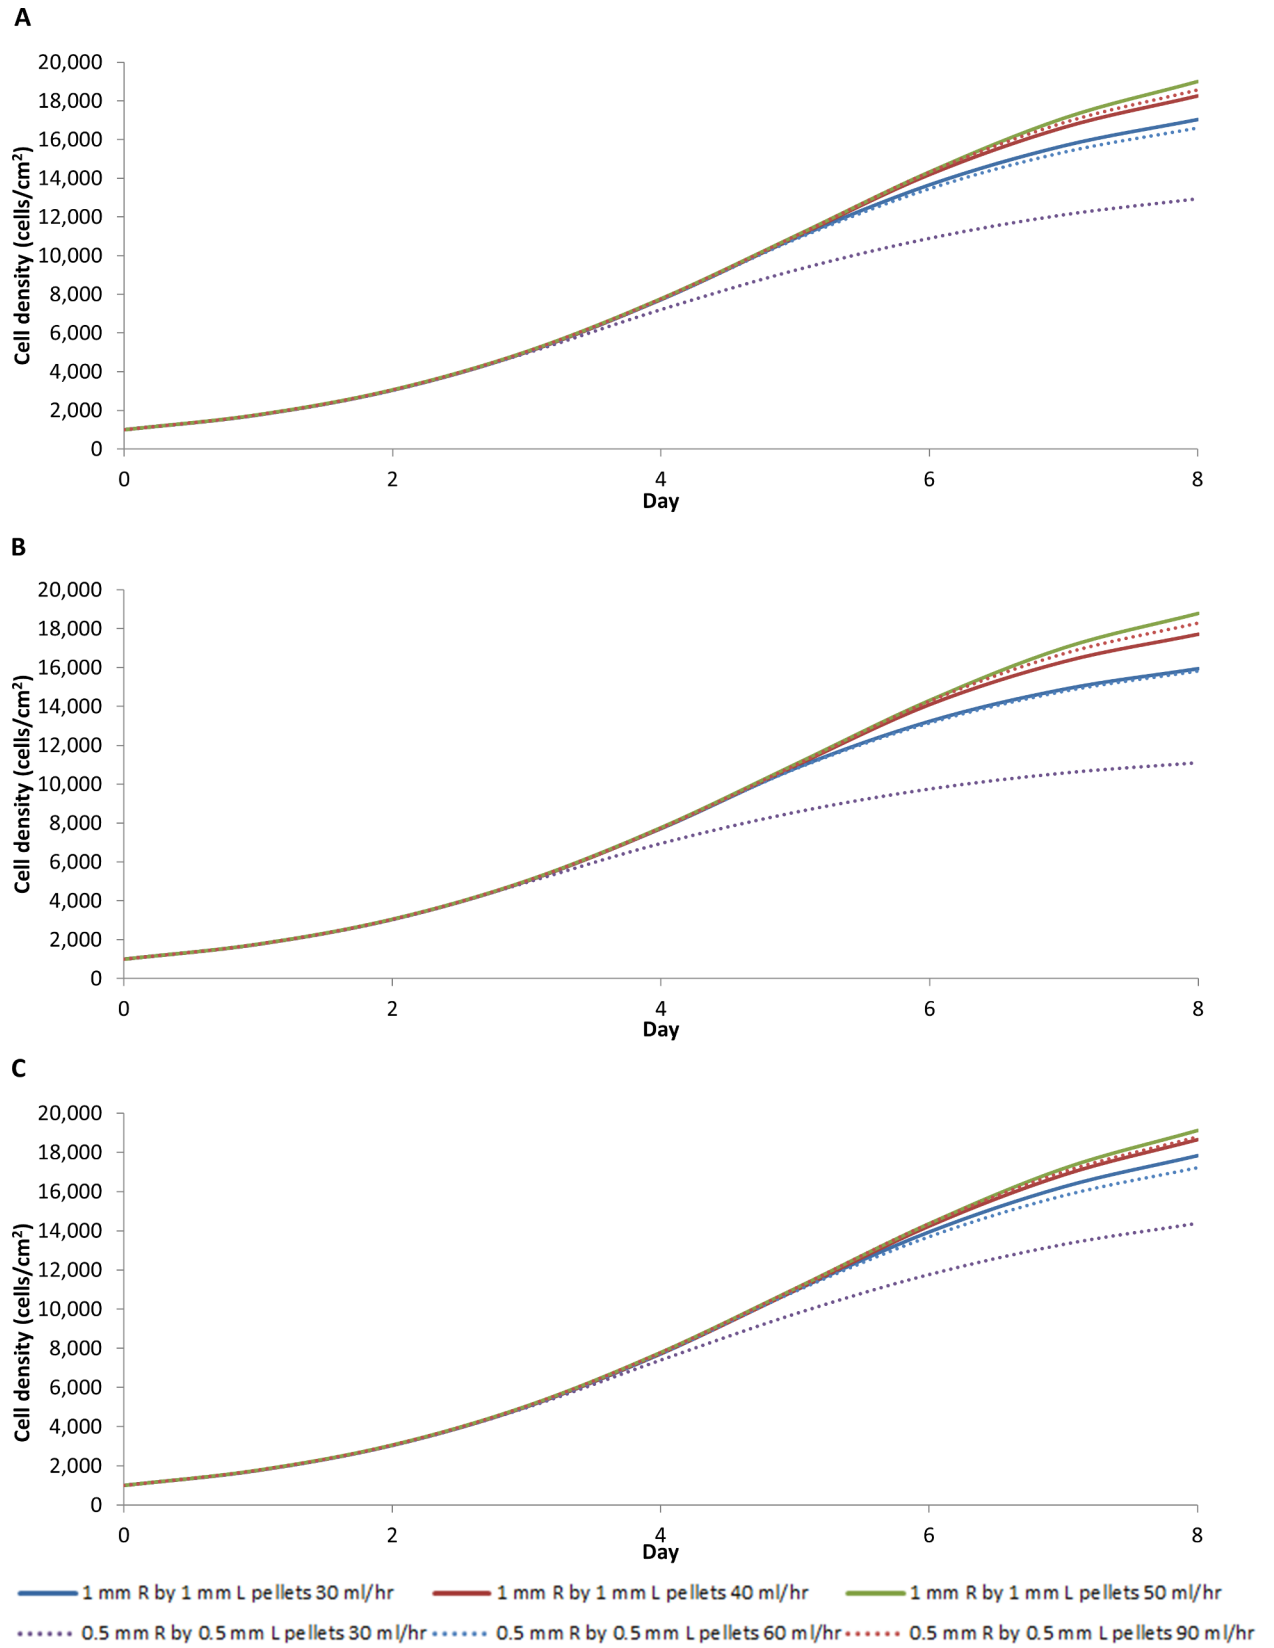 A
20,000
18,000
16,000
14,000
12,000
10,000
8,000
6,000
4,000
2,000
0
Cell density (cells/cm²)
0 2 4 6 8
Day
B
20,000
18,000
16,000
14,000
12,000
10,000
8,000
6,000
4,000
2,000
0
Cell density (cells/cm²)
0 2 4 6 8
Day
C
20,000
18,000
16,000
14,000
12,000
10,000
8,000
6,000
4,000
2,000
0
Cell density (cells/cm²)
0 2 4 6 8
Day
1 mm R by 1 mm L pellets 30 ml/hr 1 mm R by 1 mm L pellets 40 ml/hr 1 mm R by 1 mm L pellets 50 ml/hr
0.5 mm R by 0.5 mm L pellets 30 ml/hr 0.5 mm R by 0.5 mm L pellets 60 ml/hr 0.5 mm R by 0.5 mm L pellets 90 ml/hr